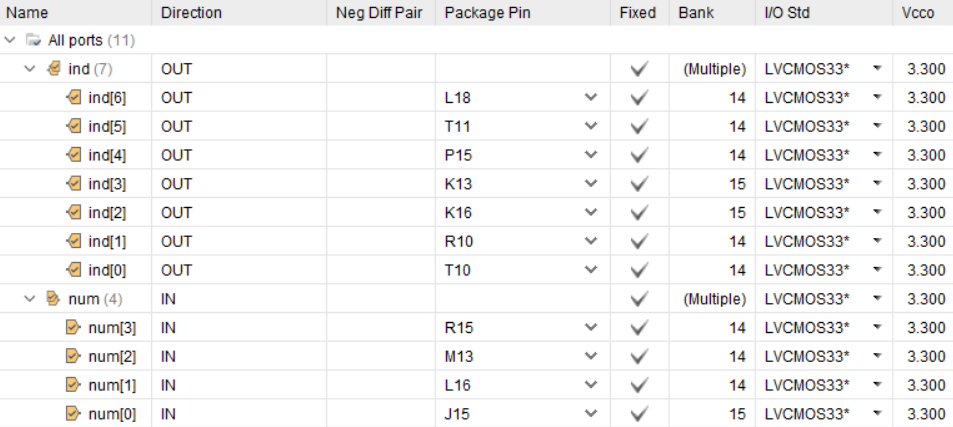 Name Direction Neg Diff Pair Package Pin Fixed Bank I/O Std Vcco
All ports (11)
ind (7) OUT (Multiple) LVCMOS33* 3.300
ind[6] OUT L18 14 LVCMOS33* 3.300
ind[5] OUT T11 14 LVCMOS33* 3.300
ind[4] OUT P15 14 LVCMOS33* 3.300
ind[3] OUT K13 15 LVCMOS33* 3.300
ind[2] OUT K16 15 LVCMOS33* 3.300
ind[1] OUT R10 14 LVCMOS33* 3.300
ind[0] OUT T10 14 LVCMOS33* 3.300
num (4) IN (Multiple) LVCMOS33* 3.300
num[3] IN R15 14 LVCMOS33* 3.300
num[2] IN M13 14 LVCMOS33* 3.300
num[1] IN L16 14 LVCMOS33* 3.300
num[0] IN J15 15 LVCMOS33* 3.300